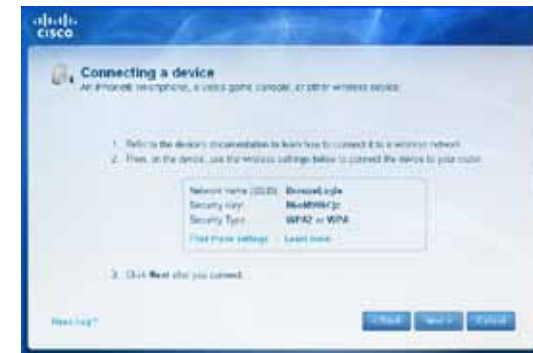 cisco
Connecting a device
An iPhone® smartphone, a video game console, or other wireless device.
1. Refer to the device's documentation to learn how to connect it to a wireless network.
2. Then, on the device, use the wireless settings below to connect the device to your router.
Network name (SSID)
Security Key
Security Type WPA2 or WPA
Print these settings Learn more
3. Click Next after you connect.
Need help?
< Back Next > Cancel